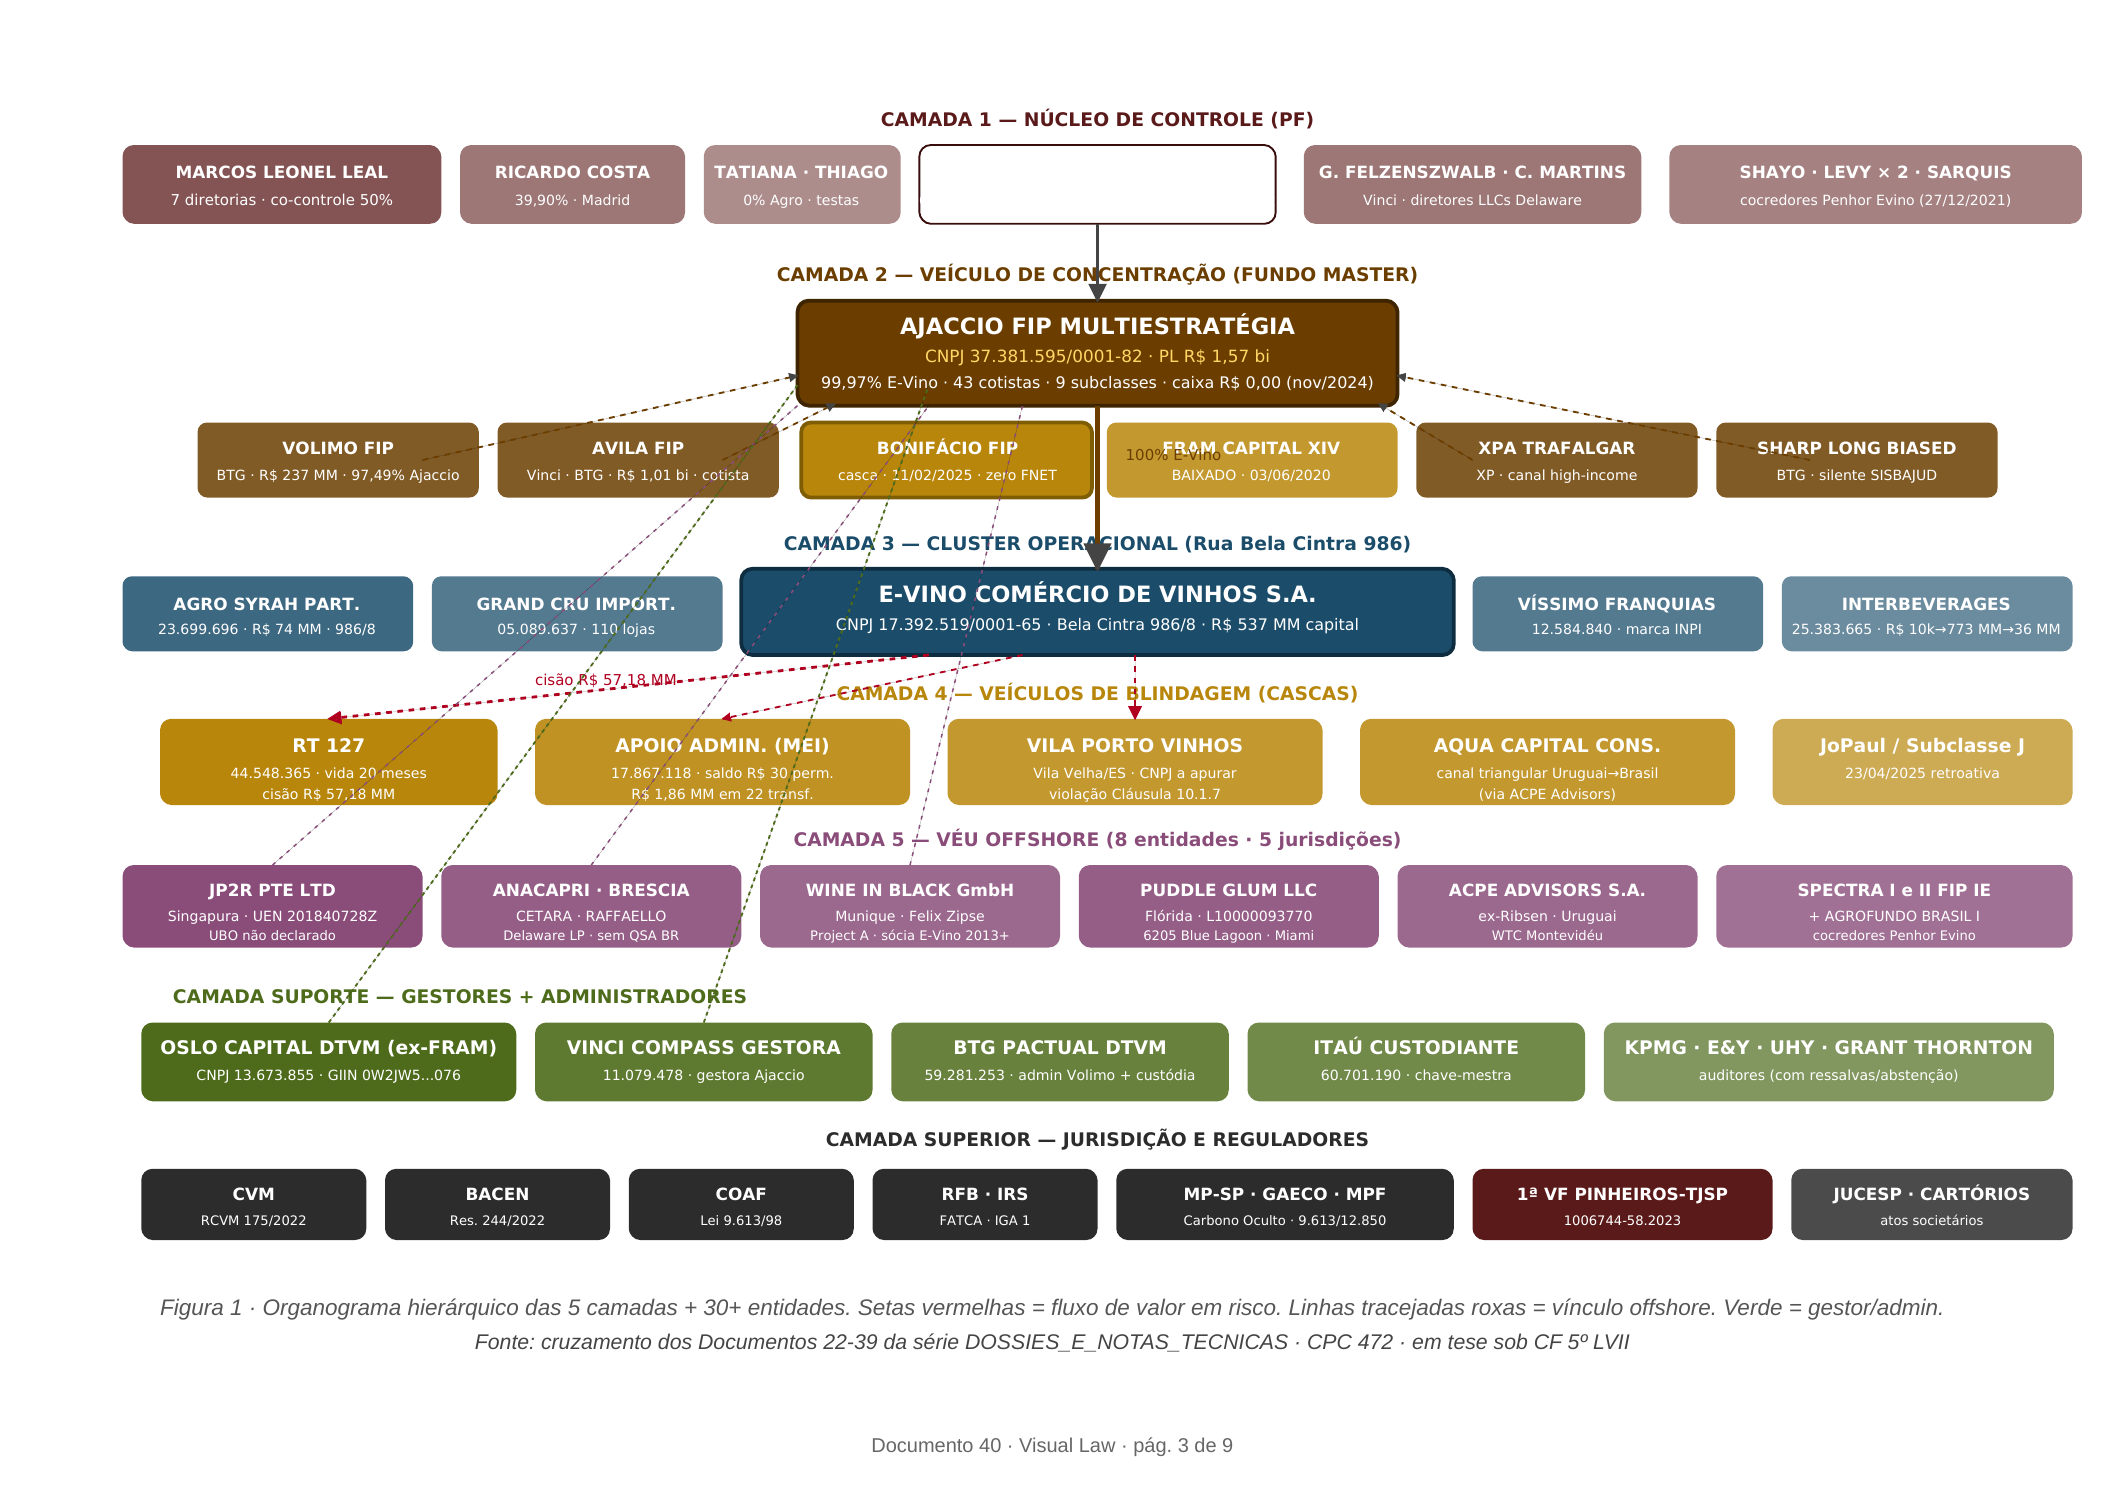 CAMADA 1 — NÚCLEO DE CONTROLE (PF)
MARCOS LEONEL LEAL
7 diretorias · co-controle 50%
RICARDO COSTA
39,90% · Madrid
TATIANA · THIAGO
0% Agro · testas
G. FELZENSZWALB · C. MARTINS
Vinci · diretores LLCs Delaware
SHAYO · LEVY × 2 · SARQUIS
cocredores Penhor Evino (27/12/2021)
CAMADA 2 — VEÍCULO DE CONCENTRAÇÃO (FUNDO MASTER)
AJACCIO FIP MULTIESTRATÉGIA
CNPJ 37.381.595/0001-82 · PL R$ 1,57 bi
99,97% E-Vino · 43 cotistas · 9 subclasses · caixa R$ 0,00 (nov/2024)
VOLIMO FIP
BTG · R$ 237 MM · 97,49% Ajaccio
AVILA FIP
Vinci · BTG · R$ 1,01 bi · cotista
BONIFÁCIO FIP
casca · 11/02/2025 · zero FNET
100% E-Vino
FRAM CAPITAL XIV
BAIXADO · 03/06/2020
XPA TRAFALGAR
XP · canal high-income
SHARP LONG BIASED
BTG · silente SISBAJUD
CAMADA 3 — CLUSTER OPERACIONAL (Rua Bela Cintra 986)
AGRO SYRAH PART.
23.699.696 · R$ 74 MM · 986/8
GRAND CRU IMPORT.
05.089.637 · 110 lojas
E-VINO COMÉRCIO DE VINHOS S.A.
CNPJ 17.392.519/0001-65 · Bela Cintra 986/8 · R$ 537 MM capital
VÍSSIMO FRANQUIAS
12.584.840 · marca INPI
INTERBEVERAGES
25.383.665 · R$ 10k→773 MM→36 MM
cisão R$ 57,18 MM
CAMADA 4 — VEÍCULOS DE BLINDAGEM (CASCAS)
RT 127
44.548.365 · vida 20 meses
cisão R$ 57,18 MM
APOIO ADMIN. (MEI)
17.867.118 · saldo R$ 30 perm.
R$ 1,86 MM em 22 transf.
VILA PORTO VINHOS
Vila Velha/ES · CNPJ a apurar
violação Cláusula 10.1.7
AQUA CAPITAL CONS.
canal triangular Uruguai→Brasil
(via ACPE Advisors)
JoPaul / Subclasse J
23/04/2025 retroativa
CAMADA 5 — VÉU OFFSHORE (8 entidades · 5 jurisdições)
JP2R PTE LTD
Singapura · UEN 201840728Z
UBO não declarado
ANACAPRI · BRESCIA
CETARA · RAFFAELLO
Delaware LP · sem QSA BR
WINE IN BLACK GmbH
Munique · Felix Zipse
Project A · sócia E-Vino 2013+
PUDDLE GLUM LLC
Flórida · L10000093770
6205 Blue Lagoon · Miami
ACPE ADVISORS S.A.
ex-Ribsen · Uruguai
WTC Montevidéu
SPECTRA I e II FIP IE
+ AGROFUNDO BRASIL I
cocredores Penhor Evino
CAMADA SUPORTE — GESTORES + ADMINISTRADORES
OSLO CAPITAL DTVM (ex-FRAM)
CNPJ 13.673.855 · GIIN 0W2JW5...076
VINCI COMPASS GESTORA
11.079.478 · gestora Ajaccio
BTG PACTUAL DTVM
59.281.253 · admin Volimo + custódia
ITAÚ CUSTODIANTE
60.701.190 · chave-mestra
KPMG · E&Y · UHY · GRANT THORNTON
auditores (com ressalvas/abstenção)
CAMADA SUPERIOR — JURISDIÇÃO E REGULADORES
CVM
RCVM 175/2022
BACEN
Res. 244/2022
COAF
Lei 9.613/98
RFB · IRS
FATCA · IGA 1
MP-SP · GAECO · MPF
Carbono Oculto · 9.613/12.850
1ª VF PINHEIROS-TJSP
1006744-58.2023
JUCESP · CARTÓRIOS
atos societários
Figura 1 · Organograma hierárquico das 5 camadas + 30+ entidades. Setas vermelhas = fluxo de valor em risco. Linhas tracejadas roxas = vínculo offshore. Verde = gestor/admin.
Fonte: cruzamento dos Documentos 22-39 da série DOSSIES_E_NOTAS_TECNICAS · CPC 472 · em tese sob CF 5º LVII
Documento 40 · Visual Law · pág. 3 de 9